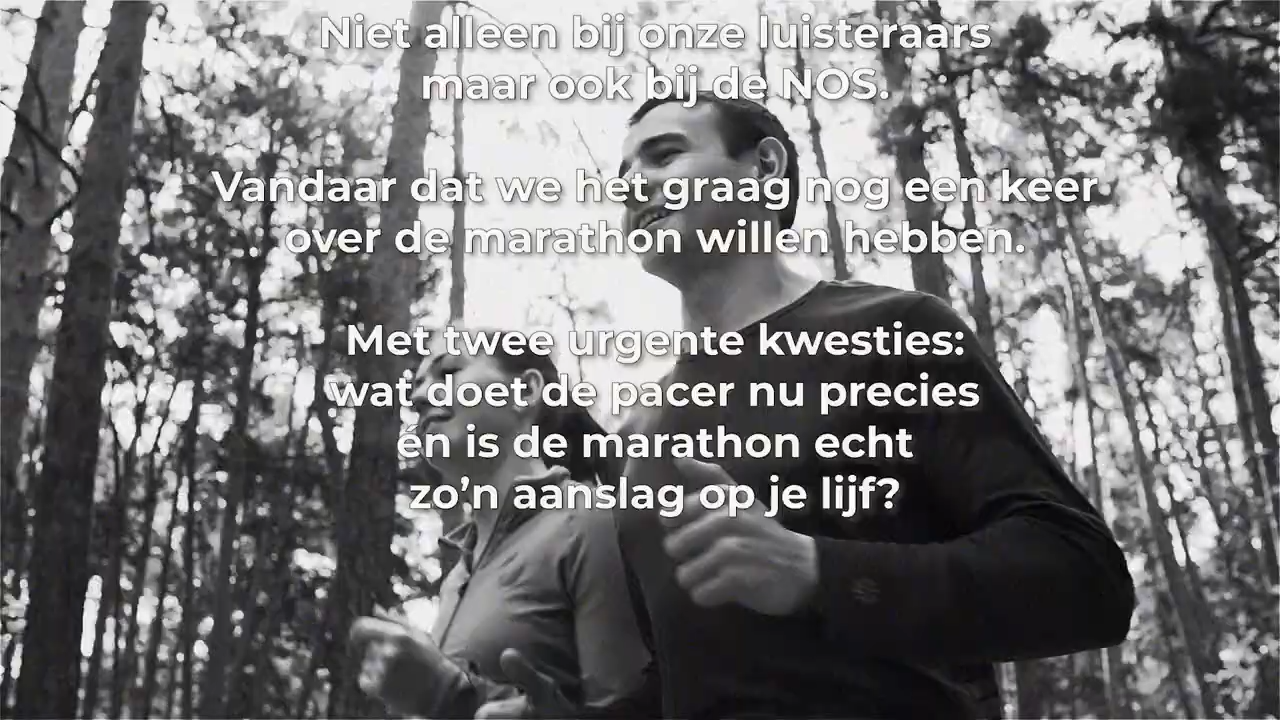 Niet alleen bij onze luisteraars
maar ook bij de NOS.
Vandaar dat we het graag nog een keer
over de marathon willen hebben.
Met twee urgente kwesties:
wat doet de pacer nu precies
én is de marathon echt
zo’n aanslag op je lijf?